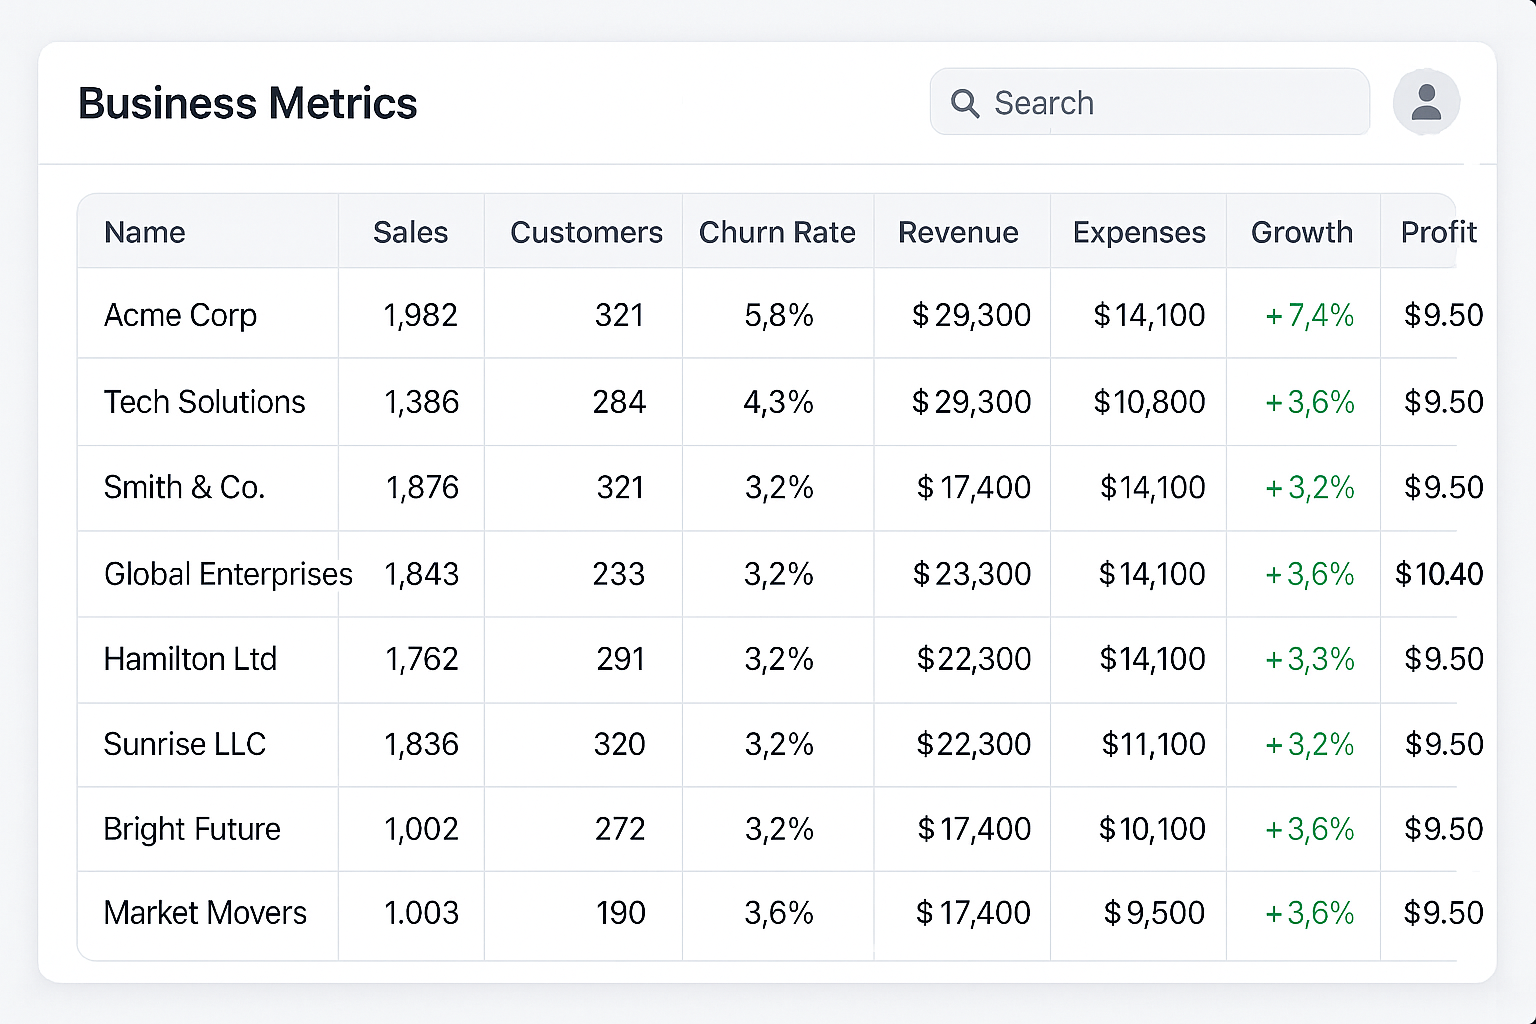 Business Metrics
Search
Name Sales Customers Churn Rate Revenue Expenses Growth Profit
Acme Corp 1,982 321 5,8% $29,300 $14,100 +7,4% $9.50
Tech Solutions 1,386 284 4,3% $29,300 $10,800 +3,6% $9.50
Smith & Co. 1,876 321 3,2% $17,400 $14,100 +3,2% $9.50
Global Enterprises 1,843 233 3,2% $23,300 $14,100 +3,6% $10.40
Hamilton Ltd 1,762 291 3,2% $22,300 $14,100 +3,3% $9.50
Sunrise LLC 1,836 320 3,2% $22,300 $11,100 +3,2% $9.50
Bright Future 1,002 272 3,2% $17,400 $10,100 +3,6% $9.50
Market Movers 1.003 190 3,6% $17,400 $9,500 +3,6% $9.50